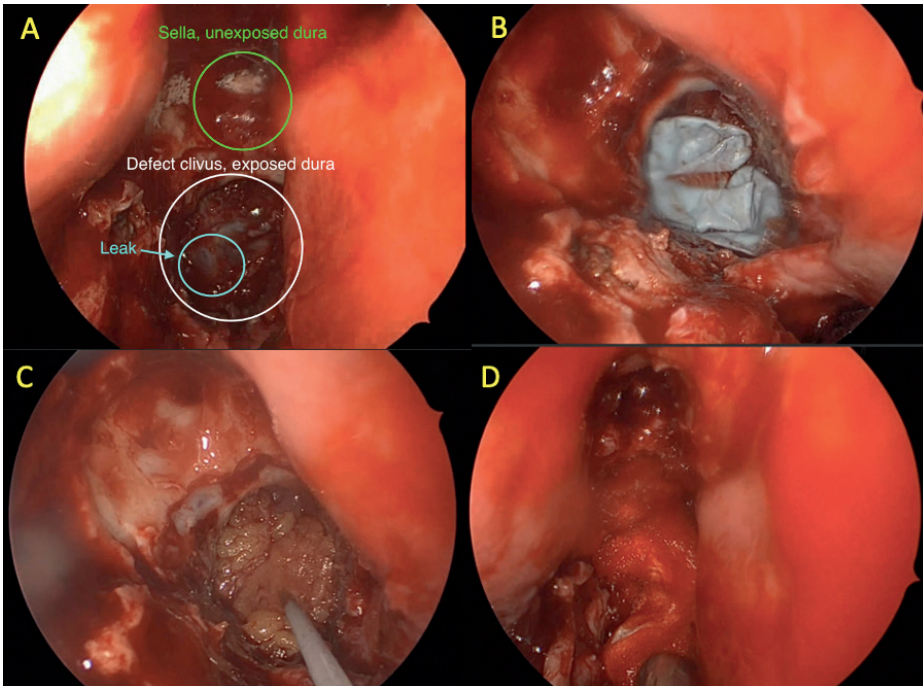 A
Sella, unexposed dura
Defect clivus, exposed dura
Leak
B
C
D